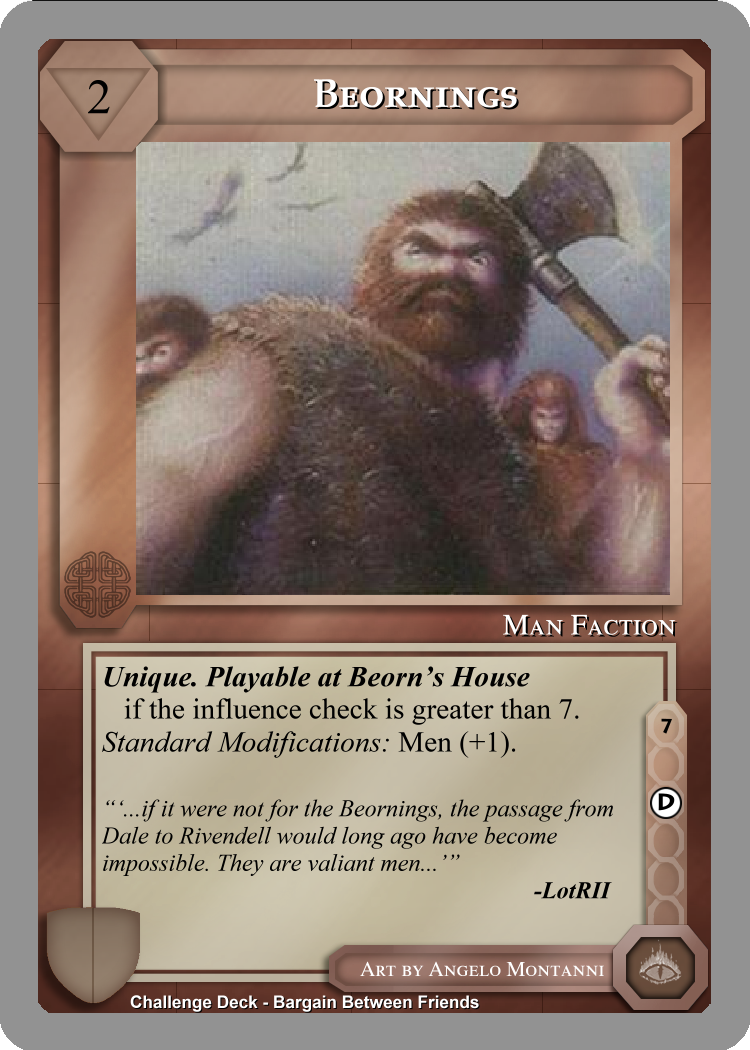 2
Beornings
Man Faction
Unique. Playable at Beorn's House
if the influence check is greater than 7.
Standard Modifications: Men (+1).
7
D
“‘...if it were not for the Beornings, the passage from
Dale to Rivendell would long ago have become
impossible. They are valiant men...’”
-LotRII
Art by Angelo Montanni
Challenge Deck - Bargain Between Friends